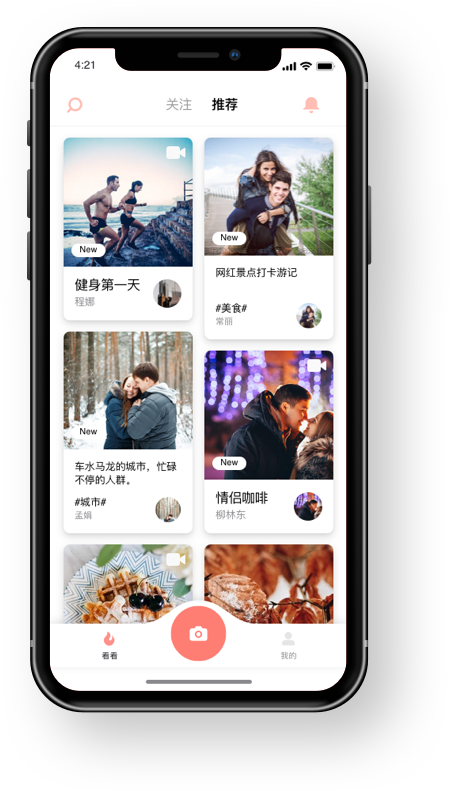 4:21
关注 推荐
New
健身第一天
程娜
New
网红景点打卡游记
#美食#
常丽
New
车水马龙的城市，忙碌
不停的人群。
#城市#
孟娟
New
情侣咖啡
柳林东
看看
我的